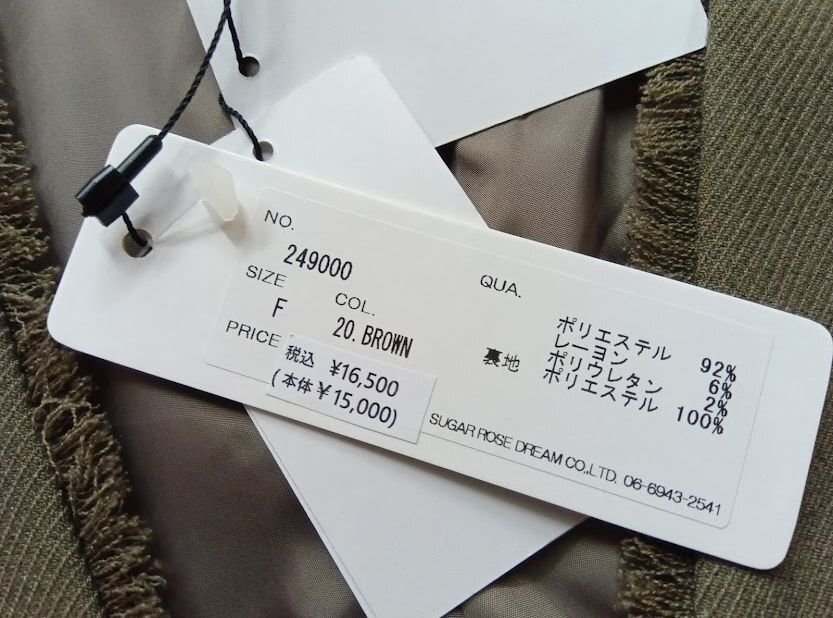 NO.
249000
SIZE
COL.
F
20. BROWN
PRICE
税込 ¥16,500
(本体¥15,000)
QUA.
ポリエステル 92%
レーヨン 6%
ポリウレタン 2%
裏地 ポリエステル 100%
SUGAR ROSE DREAM CO.,LTD. 06-6943-2541